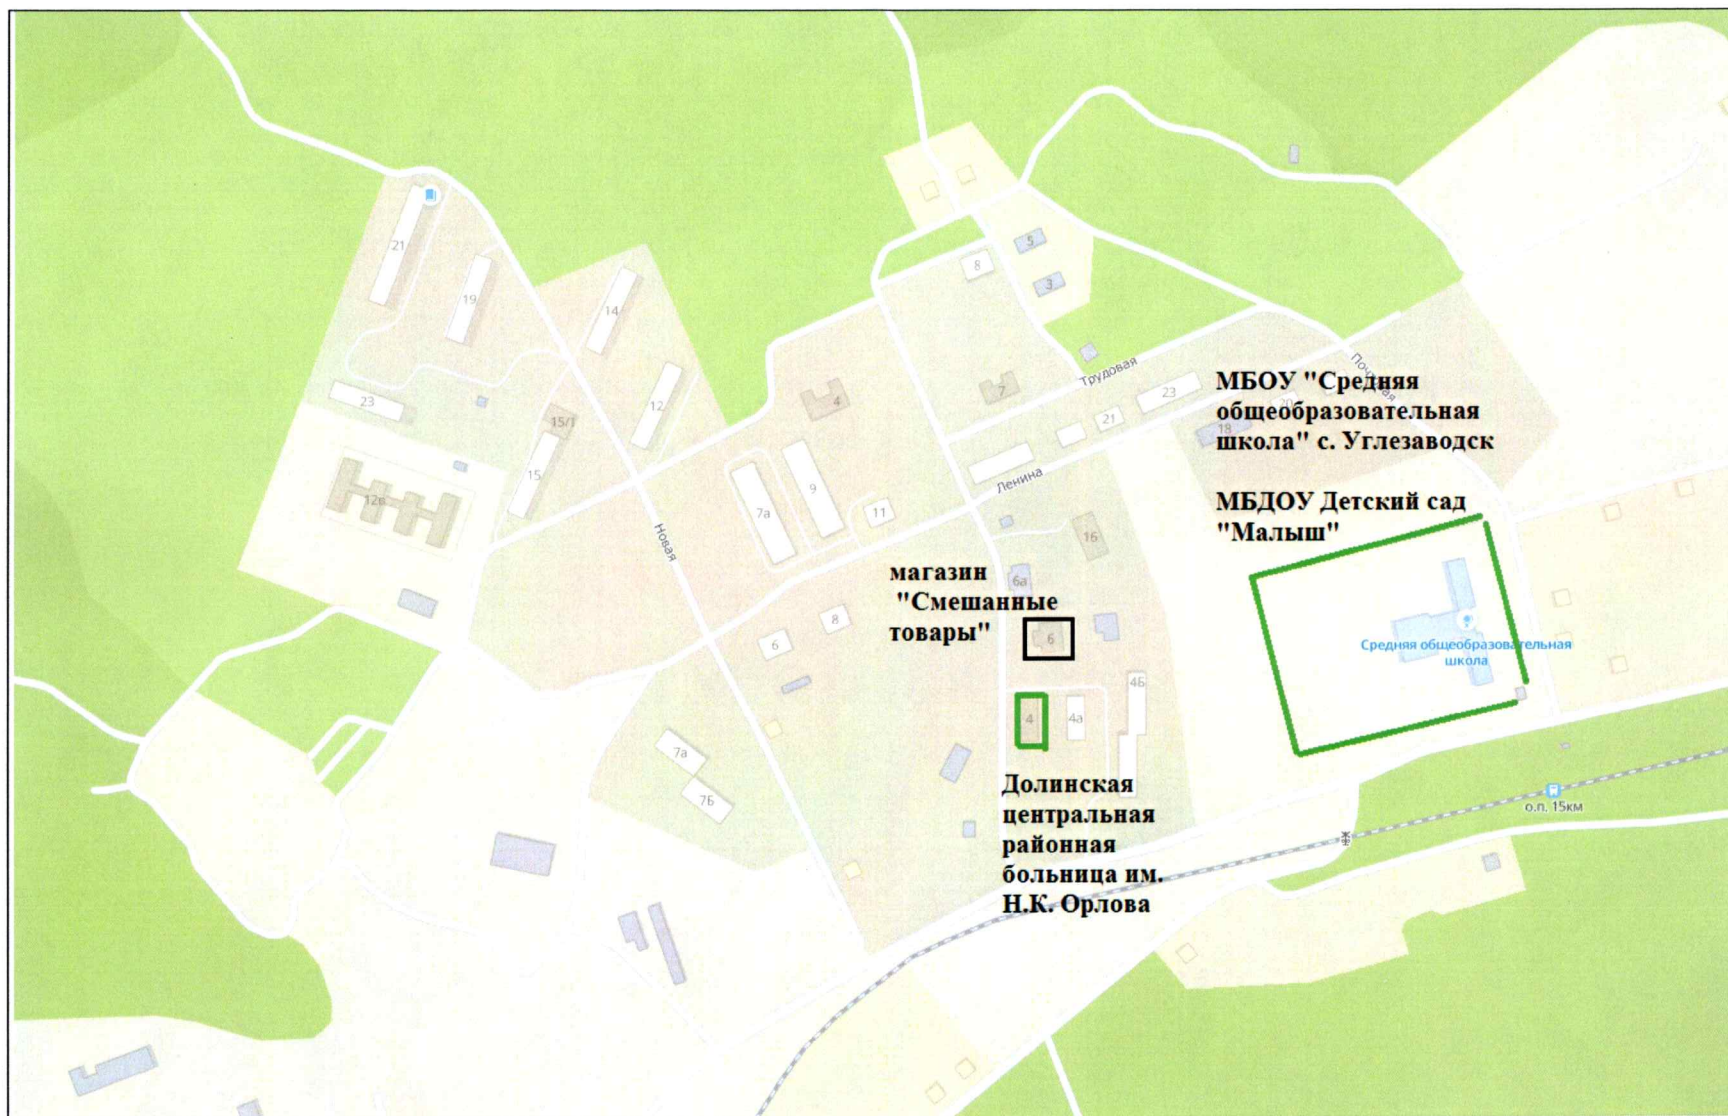 21
19
14
5
8
3
23
12
15/1
15
12в
4
7
Трудовая
23
21
Почтовая
20
18
МБОУ "Средняя
общеобразовательная
школа" с. Углезаводск
Ленина
7а
9
11
Новая
16
МБДОУ Детский сад
"Малыш"
магазин
"Смешанные
товары"
6а
6
6
8
Средняя общеобразовательная
школа
4
4а
4Б
7а
7Б
Долинская
центральная
районная
больница им.
Н.К. Орлова
о.п. 15км